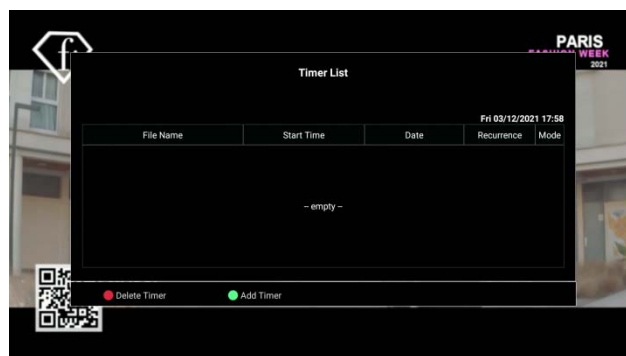 f
PARIS
FASHION WEEK
2021
Timer List
Fri 03/12/2021 17:58
File Name Start Time Date Recurrence Mode
-- empty --
Delete Timer Add Timer